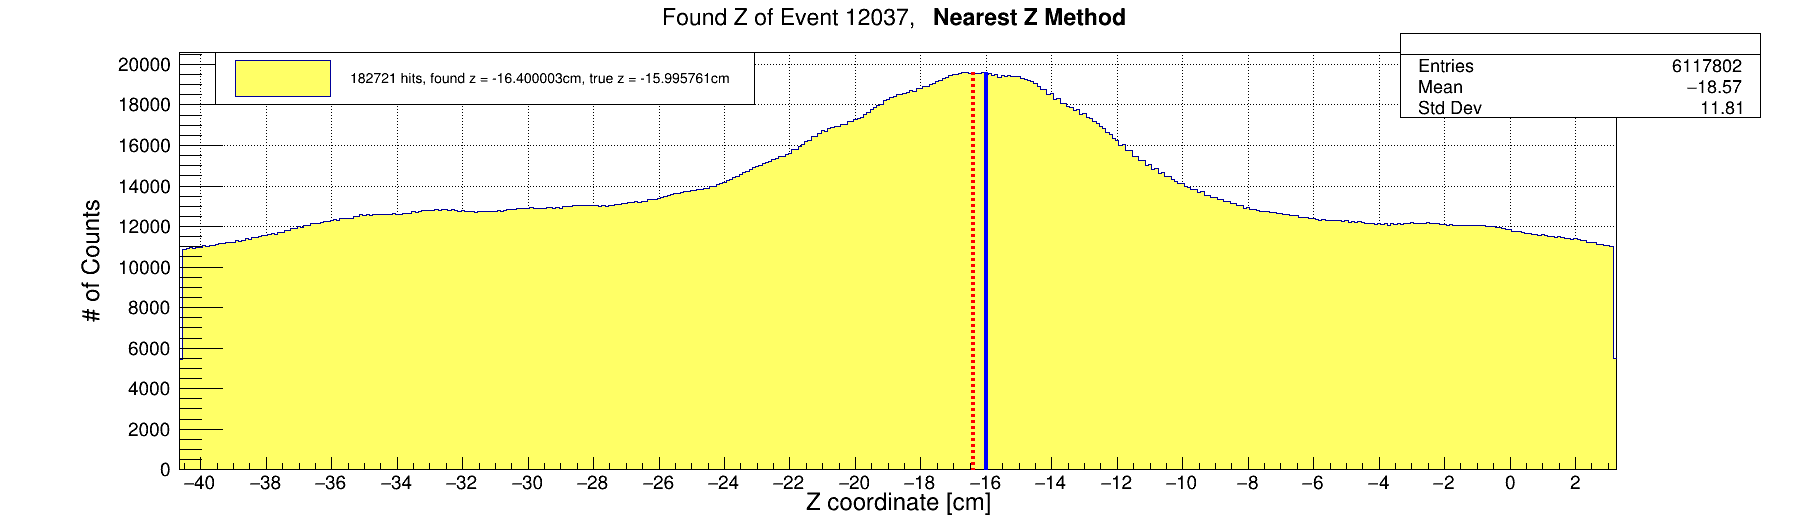 Found Z of Event 12037, Nearest Z Method
182721 hits, found z = -16.400003cm, true z = -15.995761cm
Entries 6117802
Mean −18.57
Std Dev 11.81
# of Counts
20000
18000
16000
14000
12000
10000
8000
6000
4000
2000
0
−40 −38 −36 −34 −32 −30 −28 −26 −24 −22 −20 −18 −16 −14 −12 −10 −8 −6 −4 −2 0 2
Z coordinate [cm]